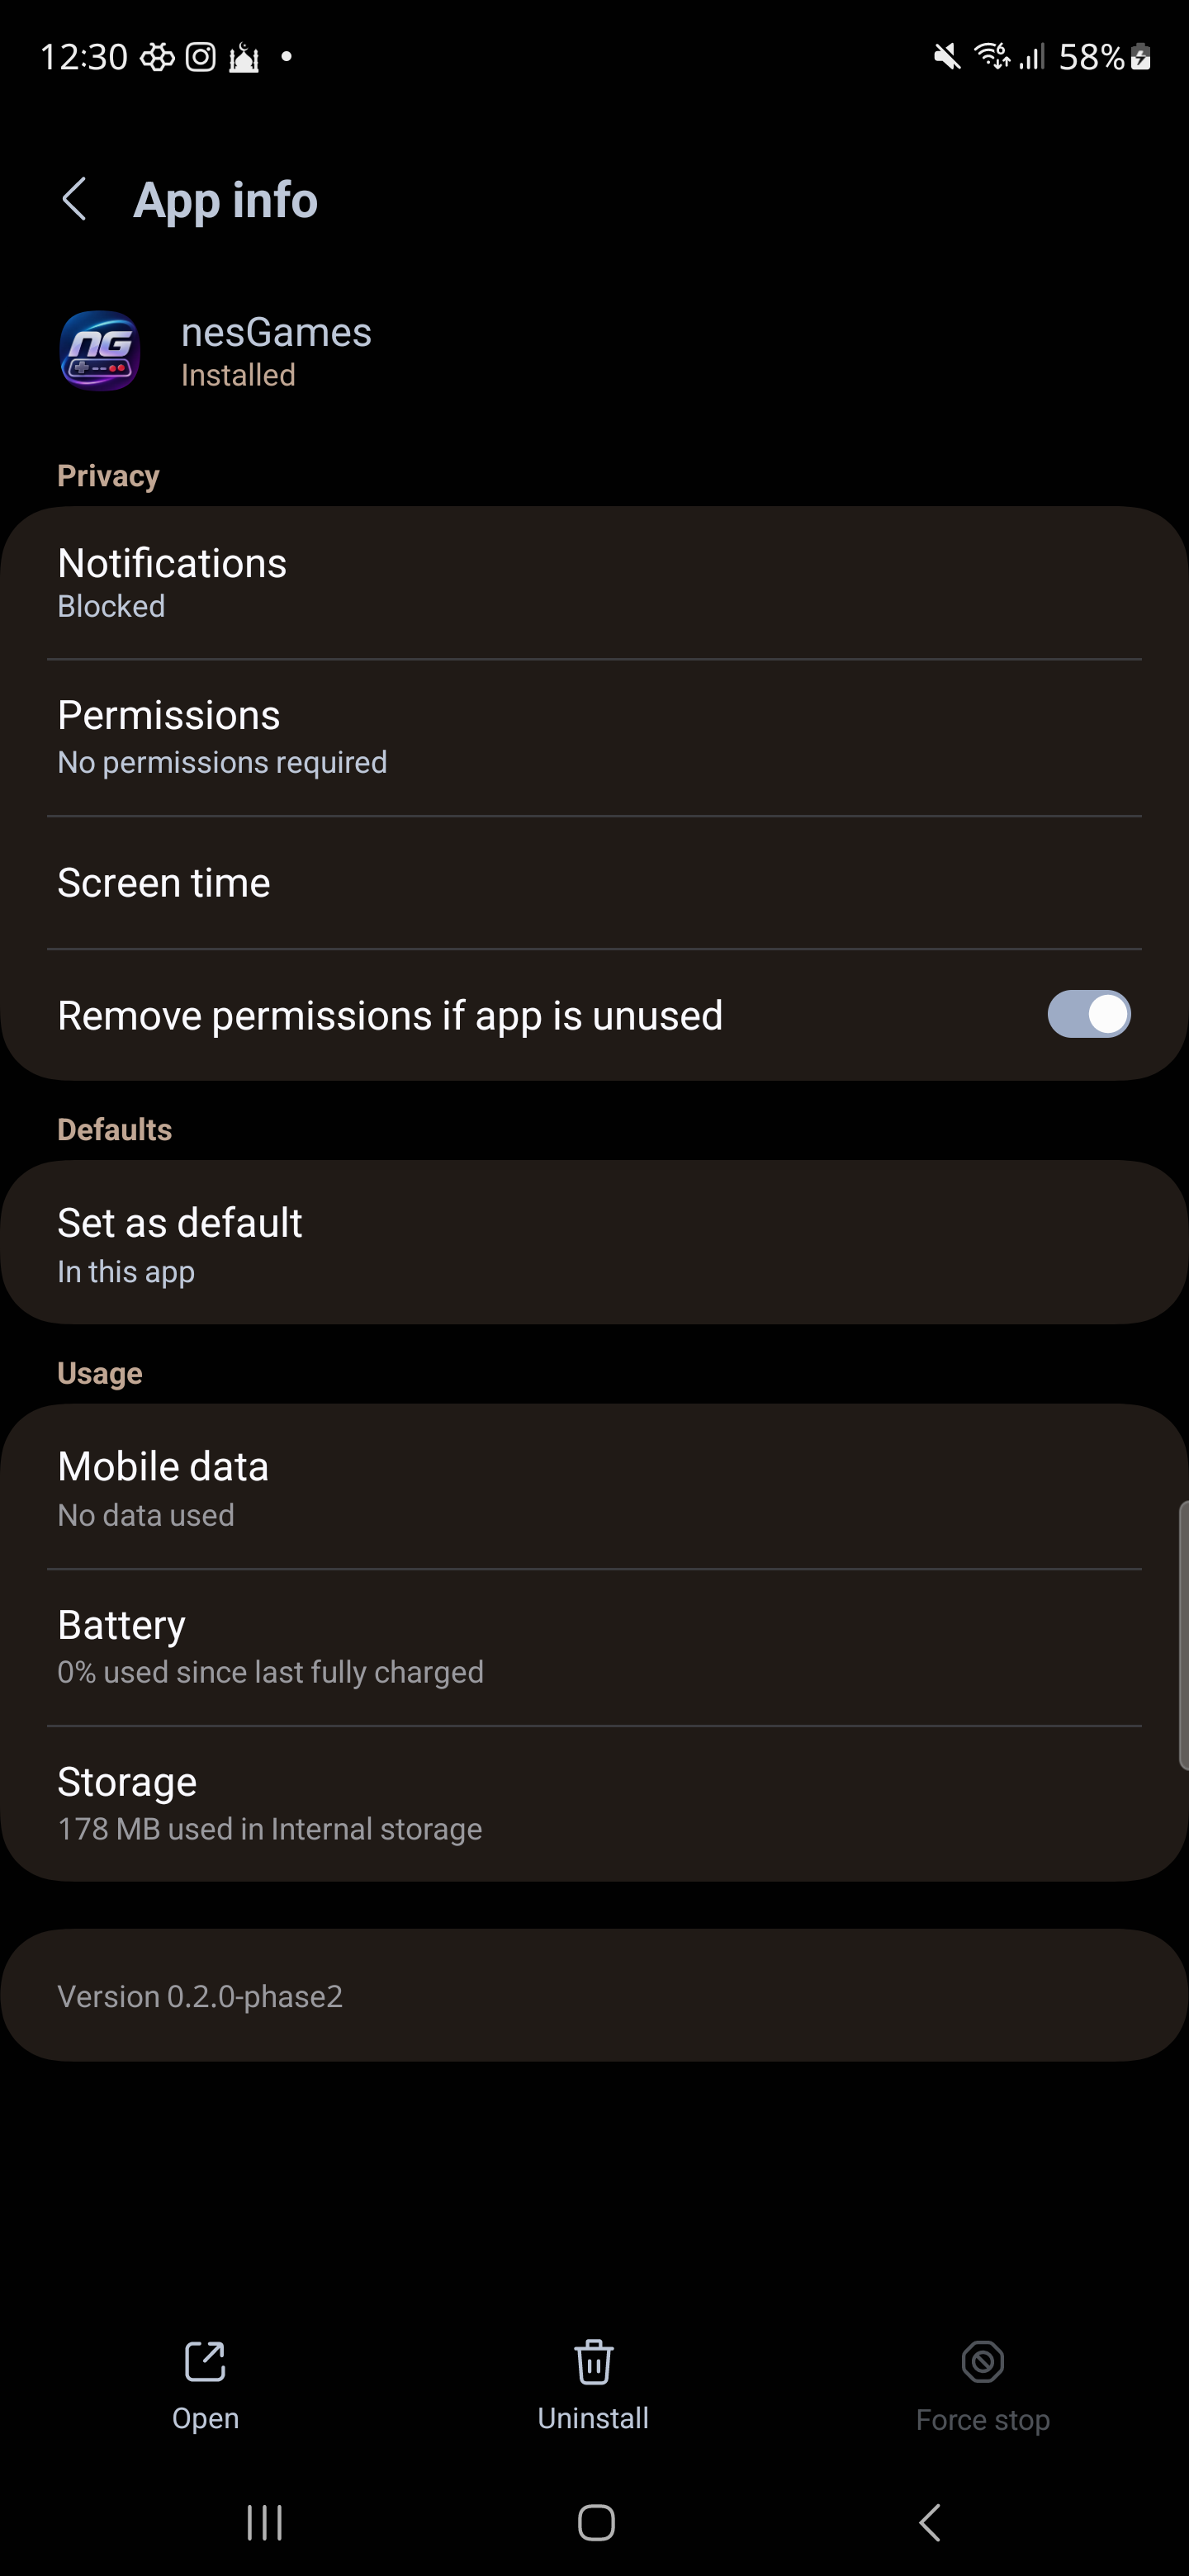 12:30
58%
App info
NG
nesGames
Installed
Privacy
Notifications
Blocked
Permissions
No permissions required
Screen time
Remove permissions if app is unused
Defaults
Set as default
In this app
Usage
Mobile data
No data used
Battery
0% used since last fully charged
Storage
178 MB used in Internal storage
Version 0.2.0-phase2
Open
Uninstall
Force stop